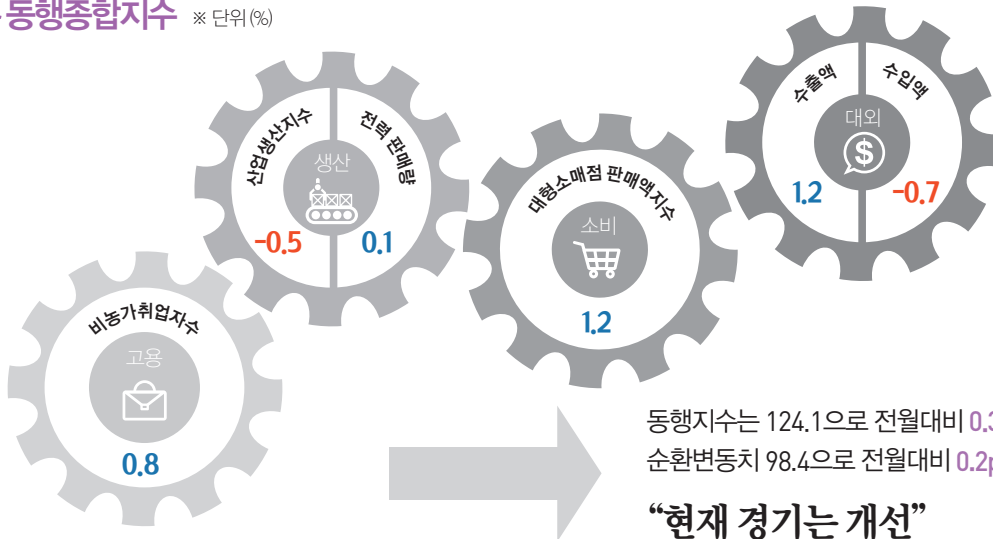 동행종합지수 ※ 단위(%)
수출액
수입액
대외
$
1.2
-0.7
산업생산지수
전력 판매량
생산
-0.5
0.1
대형소매점 판매액지수
소비
1.2
비농가취업자수
고용
0.8
동행지수는 124.1으로 전월대비 0.3
순환변동치 98.4으로 전월대비 0.2p
“현재 경기는 개선”